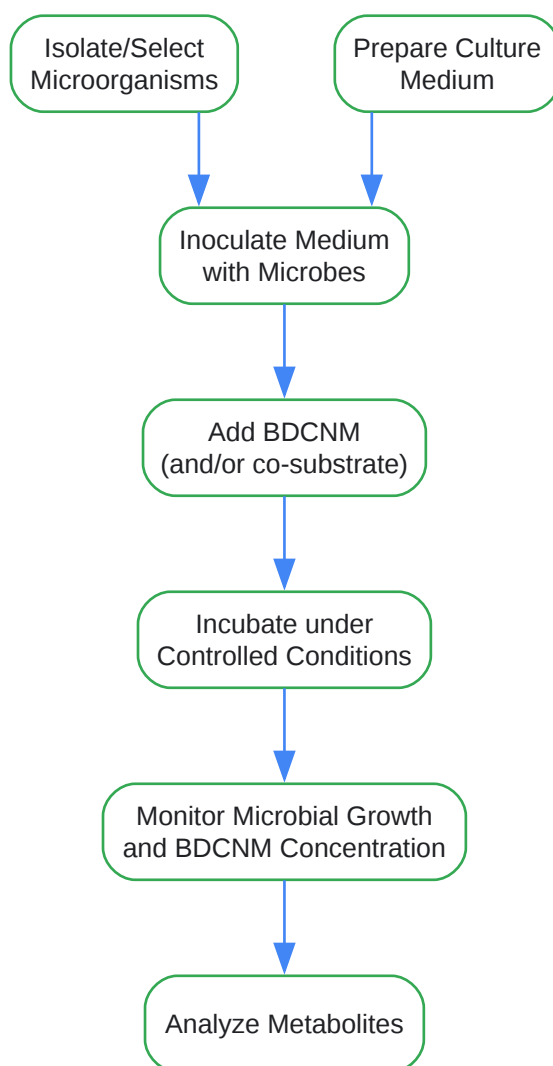 Isolate/Select
Microorganisms
Prepare Culture
Medium
Inoculate Medium
with Microbes
Add BDCNM
(and/or co-substrate)
Incubate under
Controlled Conditions
Monitor Microbial Growth
and BDCNM Concentration
Analyze Metabolites